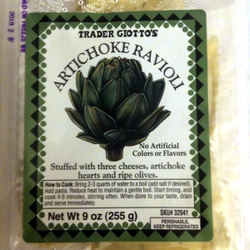 TRADER GIOTTO'S
ARTICHOKE RAVIOLI
No Artificial
Colors or Flavors
Stuffed with three cheeses, artichoke
hearts and ripe olives.
How to Cook: Bring 2-3 quarts of water to a boil (add salt if desired).
Add pasta. Reduce heat to maintain a gentle boil. Start timing, and
cook 4-5 minutes, stirring often. When done to your taste, drain
and serve immediately.
SKU# 32041
Net Wt 9 oz (255 g)
PERISHABLE,
KEEP REFRIGERATED